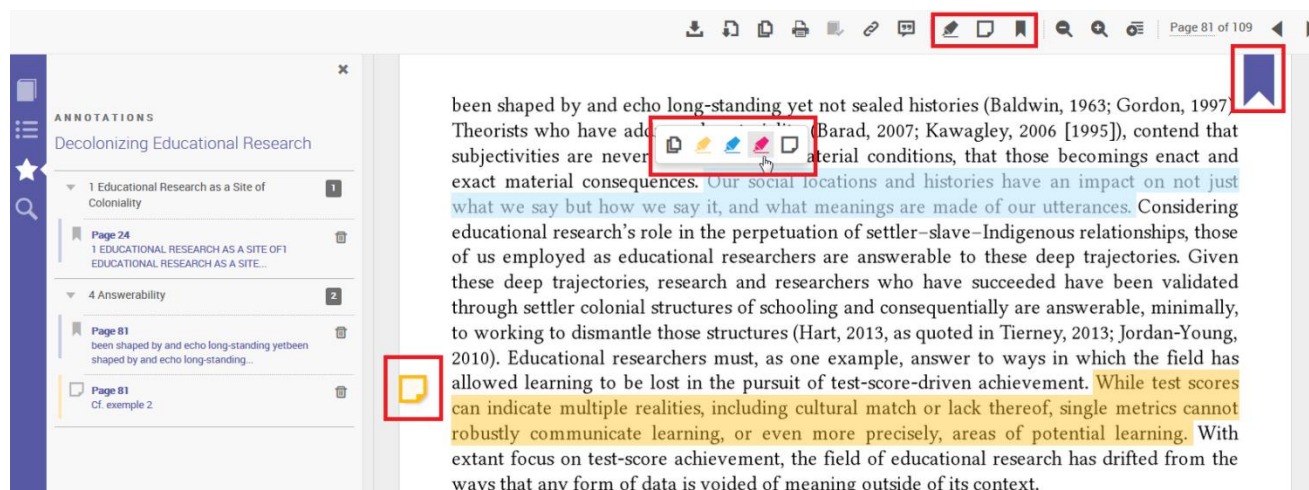 Page 81 of 109
ANNOTATIONS
Decolonizing Educational Research
1 Educational Research as a Site of
Coloniality
1
Page 24
1 EDUCATIONAL RESEARCH AS A SITE OF1
EDUCATIONAL RESEARCH AS A SITE...
4 Answerability
2
Page 81
been shaped by and echo long-standing yetbeen
shaped by and echo long-standing...
Page 81
Cf. exemple 2
been shaped by and echo long-standing yet not sealed histories (Baldwin, 1963; Gordon, 1997)
Theorists who have (Barad, 2007; Kawagley, 2006 [1995]), contend that
subjectivities are never conditions, that those becomings enact and
exact material consequences. Our social locations and histories have an impact on not just
what we say but how we say it, and what meanings are made of our utterances. Considering
educational research's role in the perpetuation of settler–slave–Indigenous relationships, those
of us employed as educational researchers are answerable to these deep trajectories. Given
these deep trajectories, research and researchers who have succeeded have been validated
through settler colonial structures of schooling and consequentially are answerable, minimally,
to working to dismantle those structures (Hart, 2013, as quoted in Tierney, 2013; Jordan-Young,
2010). Educational researchers must, as one example, answer to ways in which the field has
allowed learning to be lost in the pursuit of test-score-driven achievement. While test scores
can indicate multiple realities, including cultural match or lack thereof, single metrics cannot
robustly communicate learning, or even more precisely, areas of potential learning. With
extant focus on test-score achievement, the field of educational research has drifted from the
ways that any form of data is voided of meaning outside of its context.